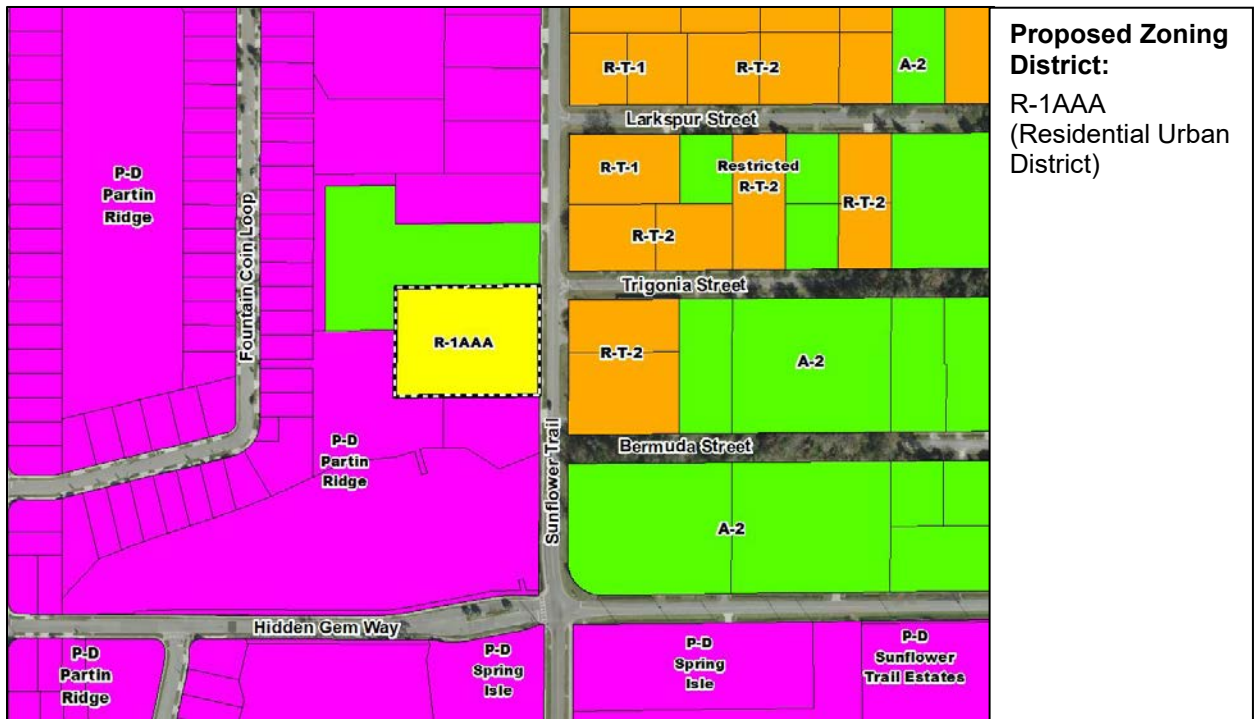 Proposed Zoning
District:
R-1AAA
(Residential Urban
District)
R-T-1
R-T-2
A-2
Larkspur Street
P-D
Partin
Ridge
R-T-1
Restricted
R-T-2
R-T-2
R-T-2
Fountain Coin Loop
Trigonia Street
R-1AAA
R-T-2
A-2
P-D
Partin
Ridge
Bermuda Street
Sunflower Trail
A-2
Hidden Gem Way
P-D
Partin
Ridge
P-D
Spring
Isle
P-D
Spring
Isle
P-D
Sunflower
Trail Estates